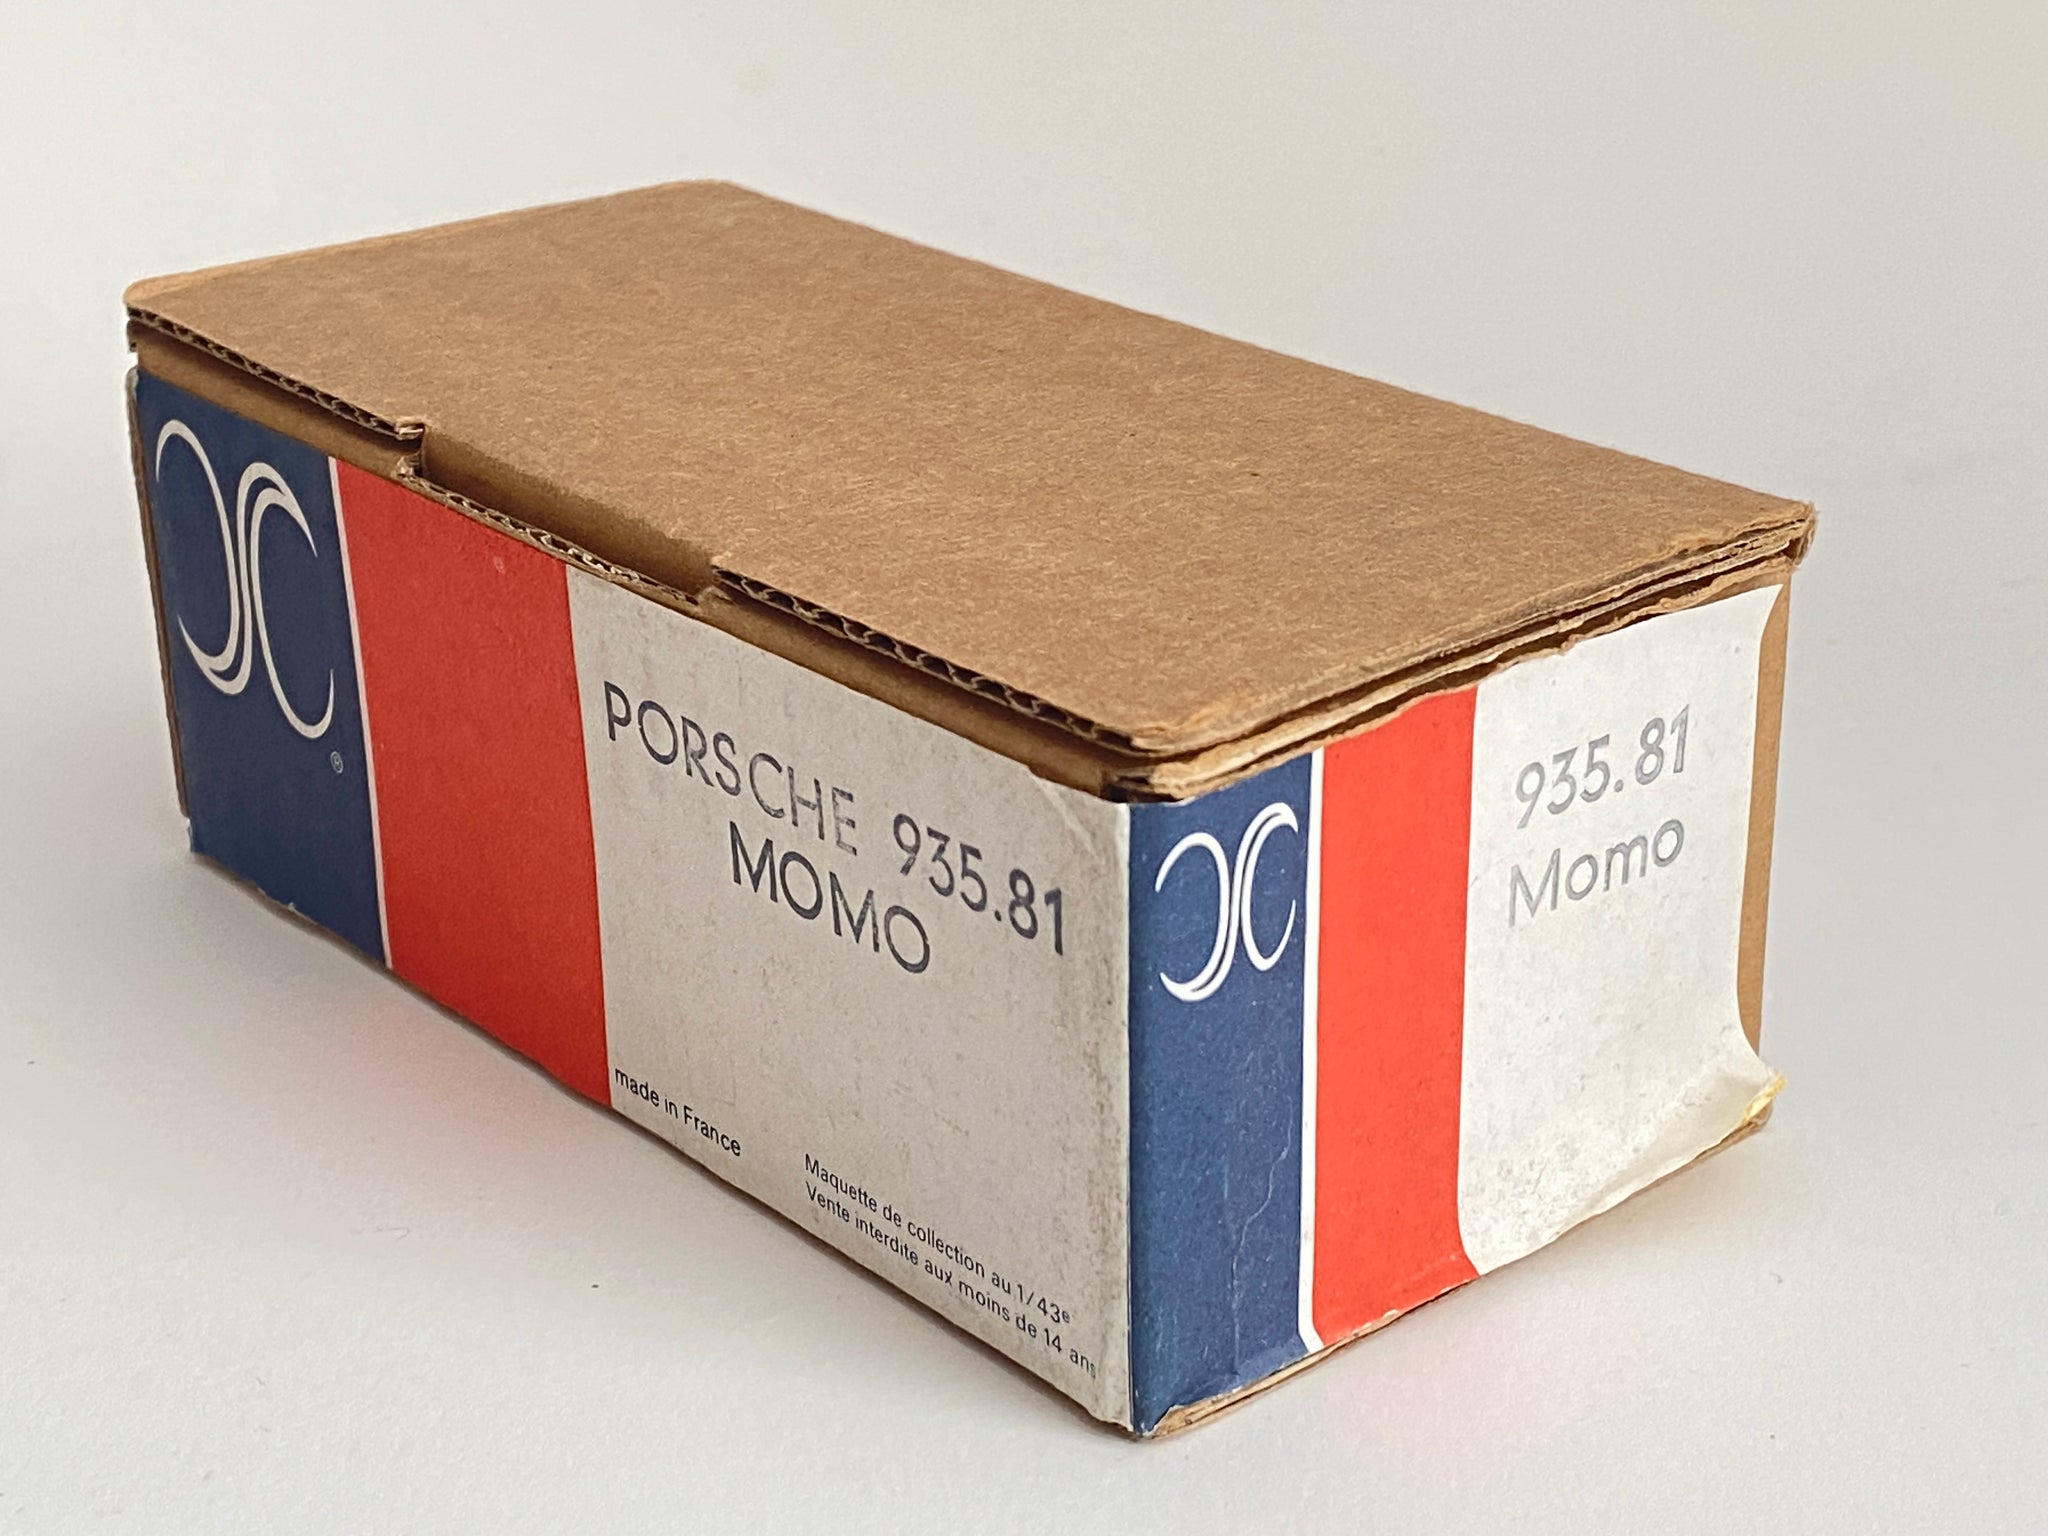 PORSCHE 935.81
MOMO
made in France
Maquette de collection au 1/43e
Vente interdite aux moins de 14 ans
®
935.81
Momo